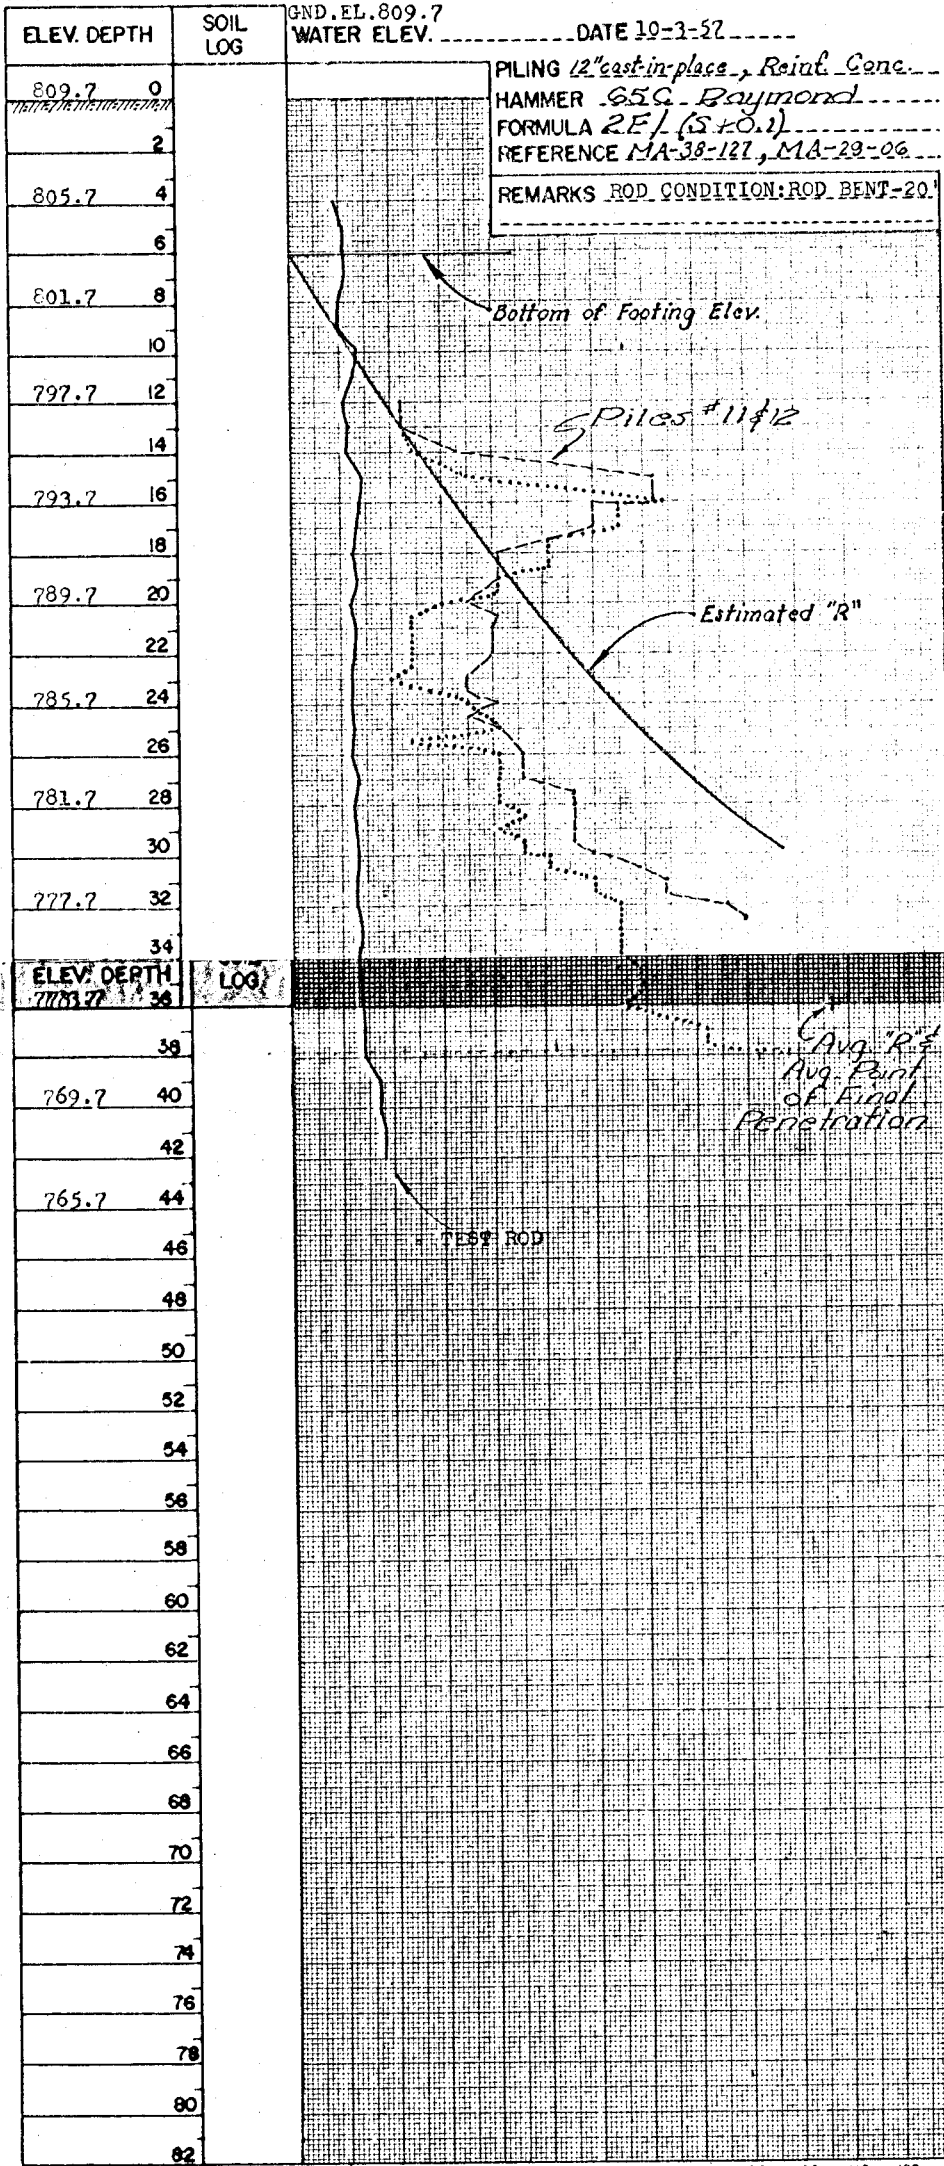 GND.EL.809.7
ELEV. DEPTH
SOIL LOG
WATER ELEV. DATE 10-3-57
PILING 12" cast-in-place, Reinf. Conc.
809.7 0
HAMMER 65C Raymond
FORMULA 2E/(S+0.1)
2
REFERENCE MA-38-127, MA-29-06
805.7 4
REMARKS ROD CONDITION: ROD BENT-20'
6
801.7 8
Bottom of Footing Elev.
10
797.7 12
Piles #11 & 12
14
793.7 16
18
789.7 20
Estimated "R"
22
785.7 24
26
781.7 28
30
777.7 32
34
ELEV. DEPTH
LOG
36
38
Avg. "R" &
Avg. Point
769.7 40
of Final
Penetration
42
765.7 44
TEST ROD
46
48
50
52
54
56
58
60
62
64
66
68
70
72
74
76
78
80
82